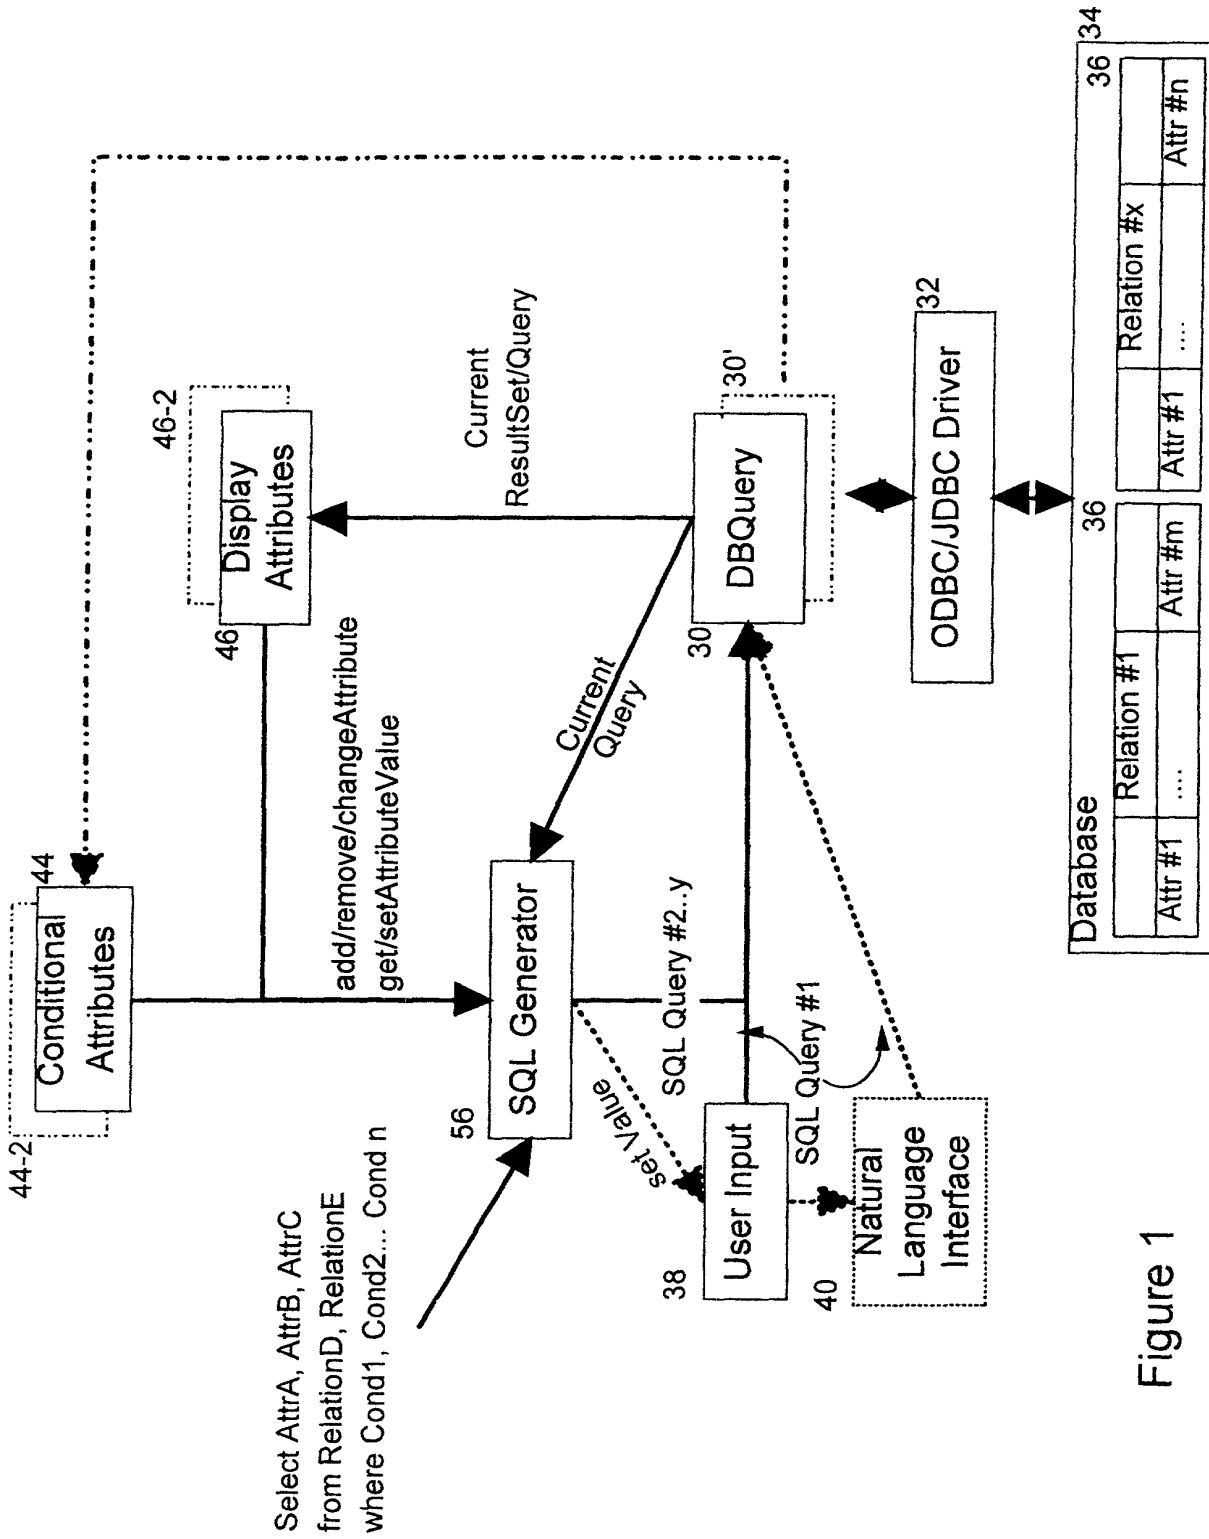 44-2
Conditional
Attributes
44
46-2
46
Display
Attributes
add/remove/changeAttribute
get/setAttributeValue
Current
ResultSet/Query
Select AttrA, AttrB, AttrC
from RelationD, RelationE
where Cond1, Cond2... Cond n
56
SQL Generator
Current
Query
set Value
SQL Query #2..y
30
DBQuery
30'
38
User Input
SQL Query #1
40
Natural
Language
Interface
ODBC/JDBC Driver
32
Database
36
36
34
Relation #1
Attr #1
....
Attr #m
Relation #x
Attr #1
....
Attr #n
Figure 1